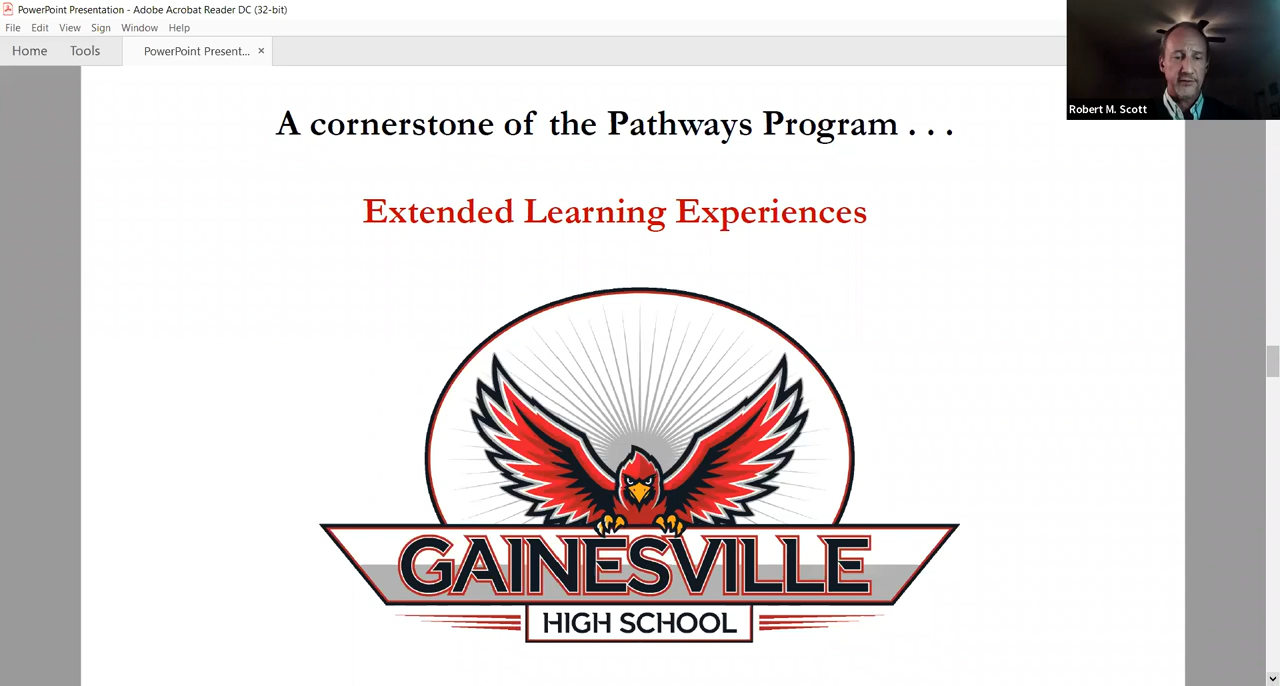 PowerPoint Presentation - Adobe Acrobat Reader DC (32-bit)
File Edit View Sign Window Help
Home Tools PowerPoint Present... ×
Robert M. Scott
A cornerstone of the Pathways Program . . .
Extended Learning Experiences
GAINESVILLE
HIGH SCHOOL